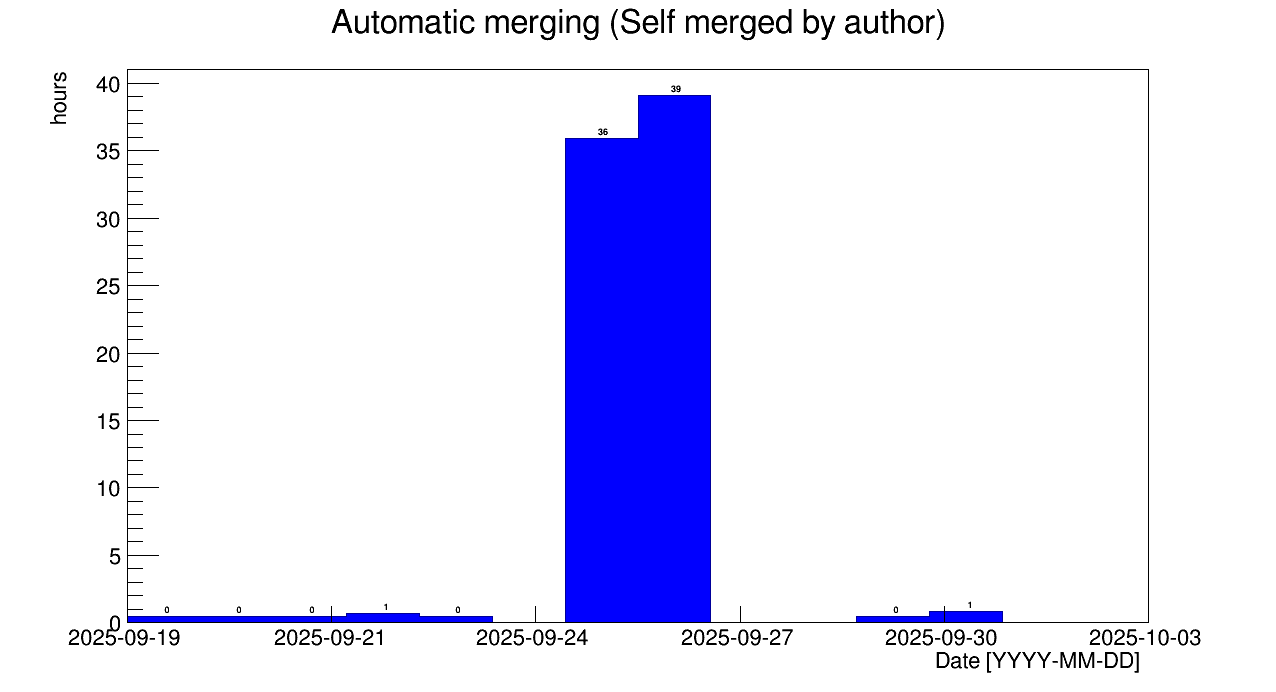 Automatic merging (Self merged by author)
hours
40
35
30
25
20
15
10
5
0
39
36
0 0 0 1 0 0 1
2025-09-19 2025-09-21 2025-09-24 2025-09-27 2025-09-30 2025-10-03
Date [YYYY-MM-DD]